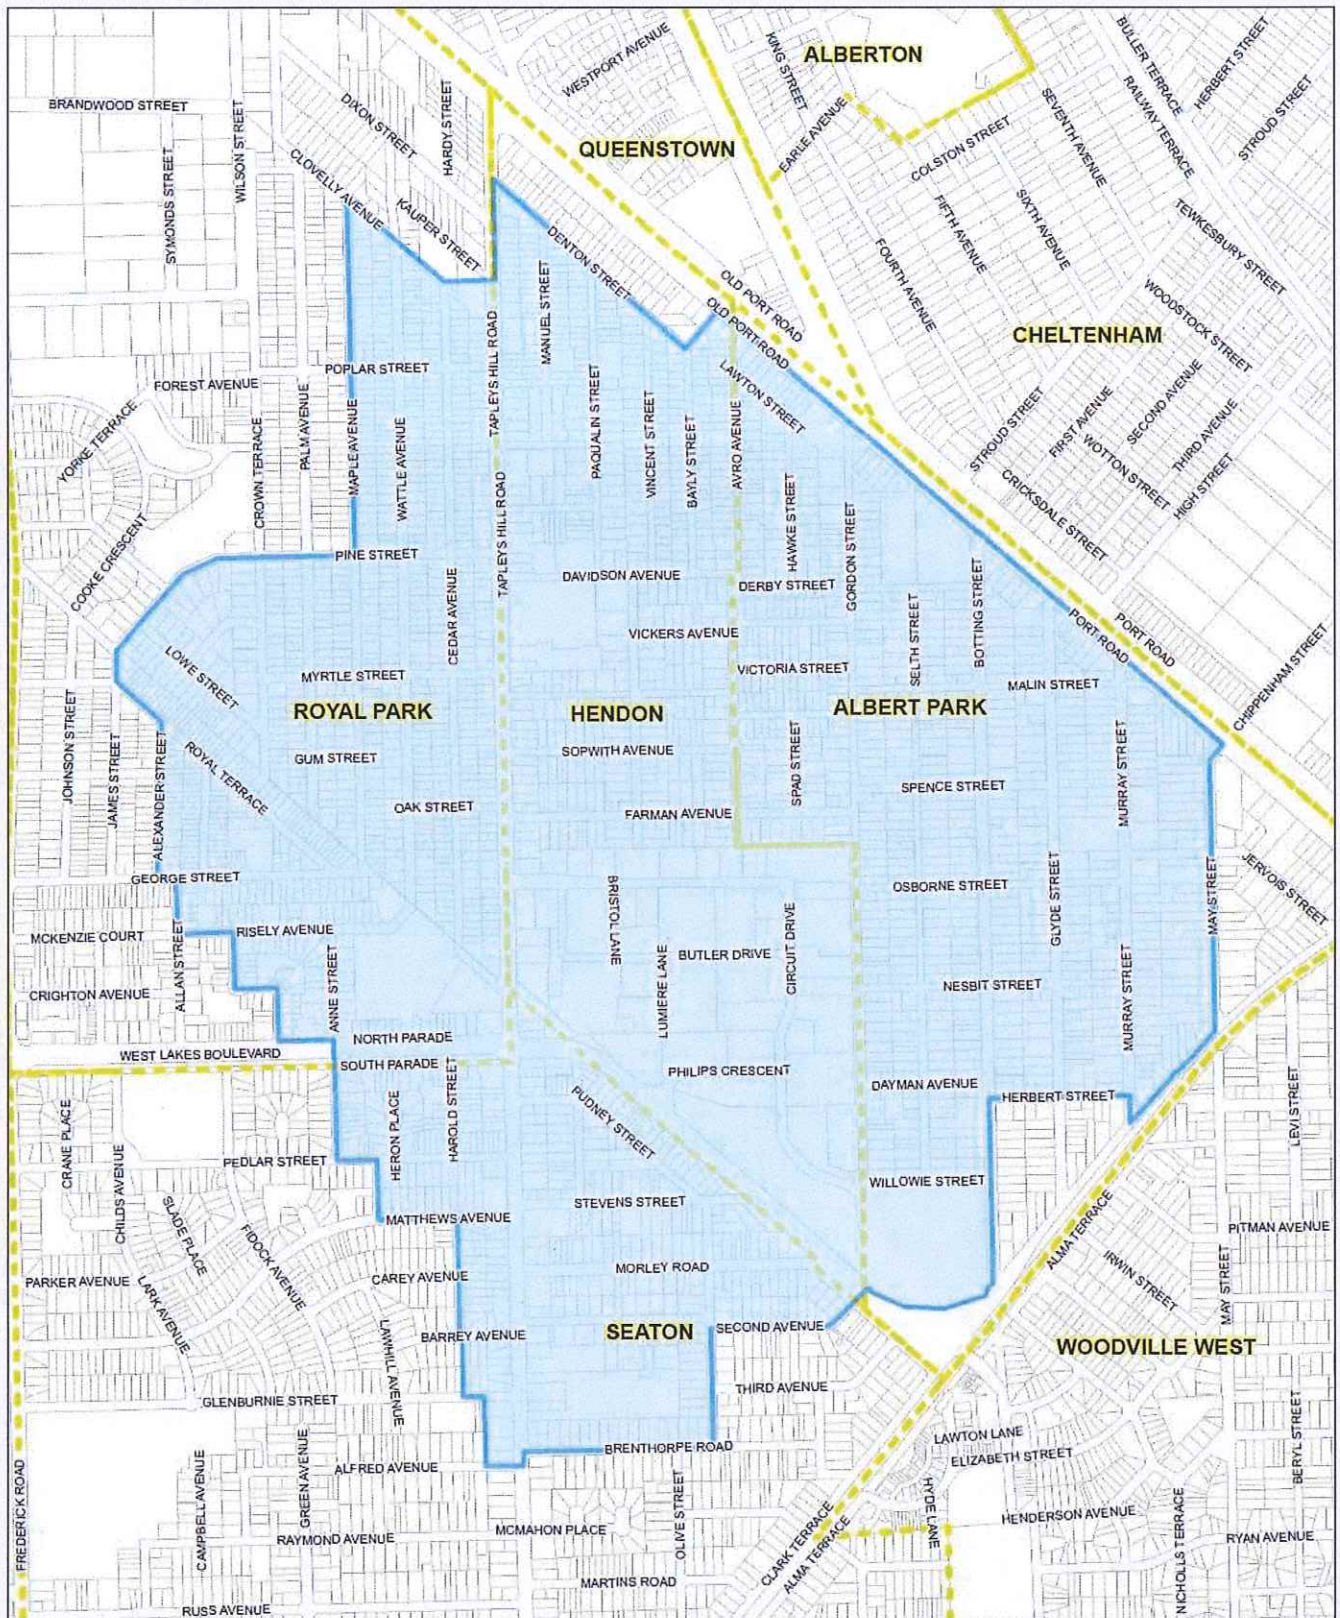 ALBERTON
BULLER TERRACE
HERBERT STREET
KING STREET
WESTPORT AVENUE
RAILWAY TERRACE
STROUD STREET
BRANDWOOD STREET
WILSON STREET
DIXON STREET
HARDY STREET
QUEENSTOWN
EARLE AVENUE
SEVENTH AVENUE
COLSTON STREET
SYMONDS STREET
CLOVELLY AVENUE
KAUPER STREET
FIFTH AVENUE
SIXTH AVENUE
TEWKESBURY STREET
DENTON STREET
FOURTH AVENUE
MANUEL STREET
OLD PORT ROAD
OLD PORT ROAD
WOODSTOCK STREET
CHELTENHAM
TAPLEYS HILL ROAD
POPLAR STREET
LAWTON STREET
FOREST AVENUE
YORKE TERRACE
CROWN TERRACE
PALM AVENUE
MAPLE AVENUE
WATTLE AVENUE
PAQUALIN STREET
VINCENT STREET
BAYLY STREET
AVRO AVENUE
STROUD STREET
FIRST AVENUE
SECOND AVENUE
WOTTON STREET
THIRD AVENUE
HIGH STREET
CRICKSDALE STREET
HAWKE STREET
GORDON STREET
TAPLEYS HILL ROAD
COOKE CRESCENT
PINE STREET
CEDAR AVENUE
DAVIDSON AVENUE
DERBY STREET
SELTH STREET
BOTTING STREET
VICKERS AVENUE
PORT ROAD
PORT ROAD
LOWE STREET
MYRTLE STREET
VICTORIA STREET
MALIN STREET
CHIPPENHAM STREET
ROYAL PARK
HENDON
ALBERT PARK
JOHNSON STREET
JAMES STREET
ALEXANDER STREET
ROYAL TERRACE
GUM STREET
SOPWITH AVENUE
SPAD STREET
SPENCE STREET
MURRAY STREET
OAK STREET
FARMAN AVENUE
GEORGE STREET
BRISTOL LANE
OSBORNE STREET
GLYDE STREET
MAY STREET
JERVOIS STREET
MCKENZIE COURT
RISELY AVENUE
ALLAN STREET
ANNE STREET
LUMIERE LANE
BUTLER DRIVE
CIRCUIT DRIVE
CRIGHTON AVENUE
NESBIT STREET
MURRAY STREET
NORTH PARADE
WEST LAKES BOULEVARD
SOUTH PARADE
PHILIPS CRESCENT
DAYMAN AVENUE
HERBERT STREET
CRANE PLACE
HERON PLACE
HAROLD STREET
PUDNEY STREET
LEVI STREET
PEDLAR STREET
CHILDS AVENUE
SLADE PLACE
FIDOCK AVENUE
MATTHEWS AVENUE
STEVENS STREET
WILLOWIE STREET
ALMA TERRACE
PITMAN AVENUE
PARKER AVENUE
LARK AVENUE
CAREY AVENUE
MORLEY ROAD
IRWIN STREET
MAY STREET
LAWHILL AVENUE
BARREY AVENUE
SEATON
SECOND AVENUE
WOODVILLE WEST
GLENBURNIE STREET
THIRD AVENUE
FREDERICK ROAD
CAMPBELL AVENUE
GREEN AVENUE
ALFRED AVENUE
BRENTHORPE ROAD
LAWTON LANE
ELIZABETH STREET
BERYL STREET
RAYMOND AVENUE
MCMAHON PLACE
OLIVE STREET
CLARK TERRACE
ALMA TERRACE
HYDE LANE
HENDERSON AVENUE
NICHOLLS TERRACE
RYAN AVENUE
MARTINS ROAD
RUSS AVENUE